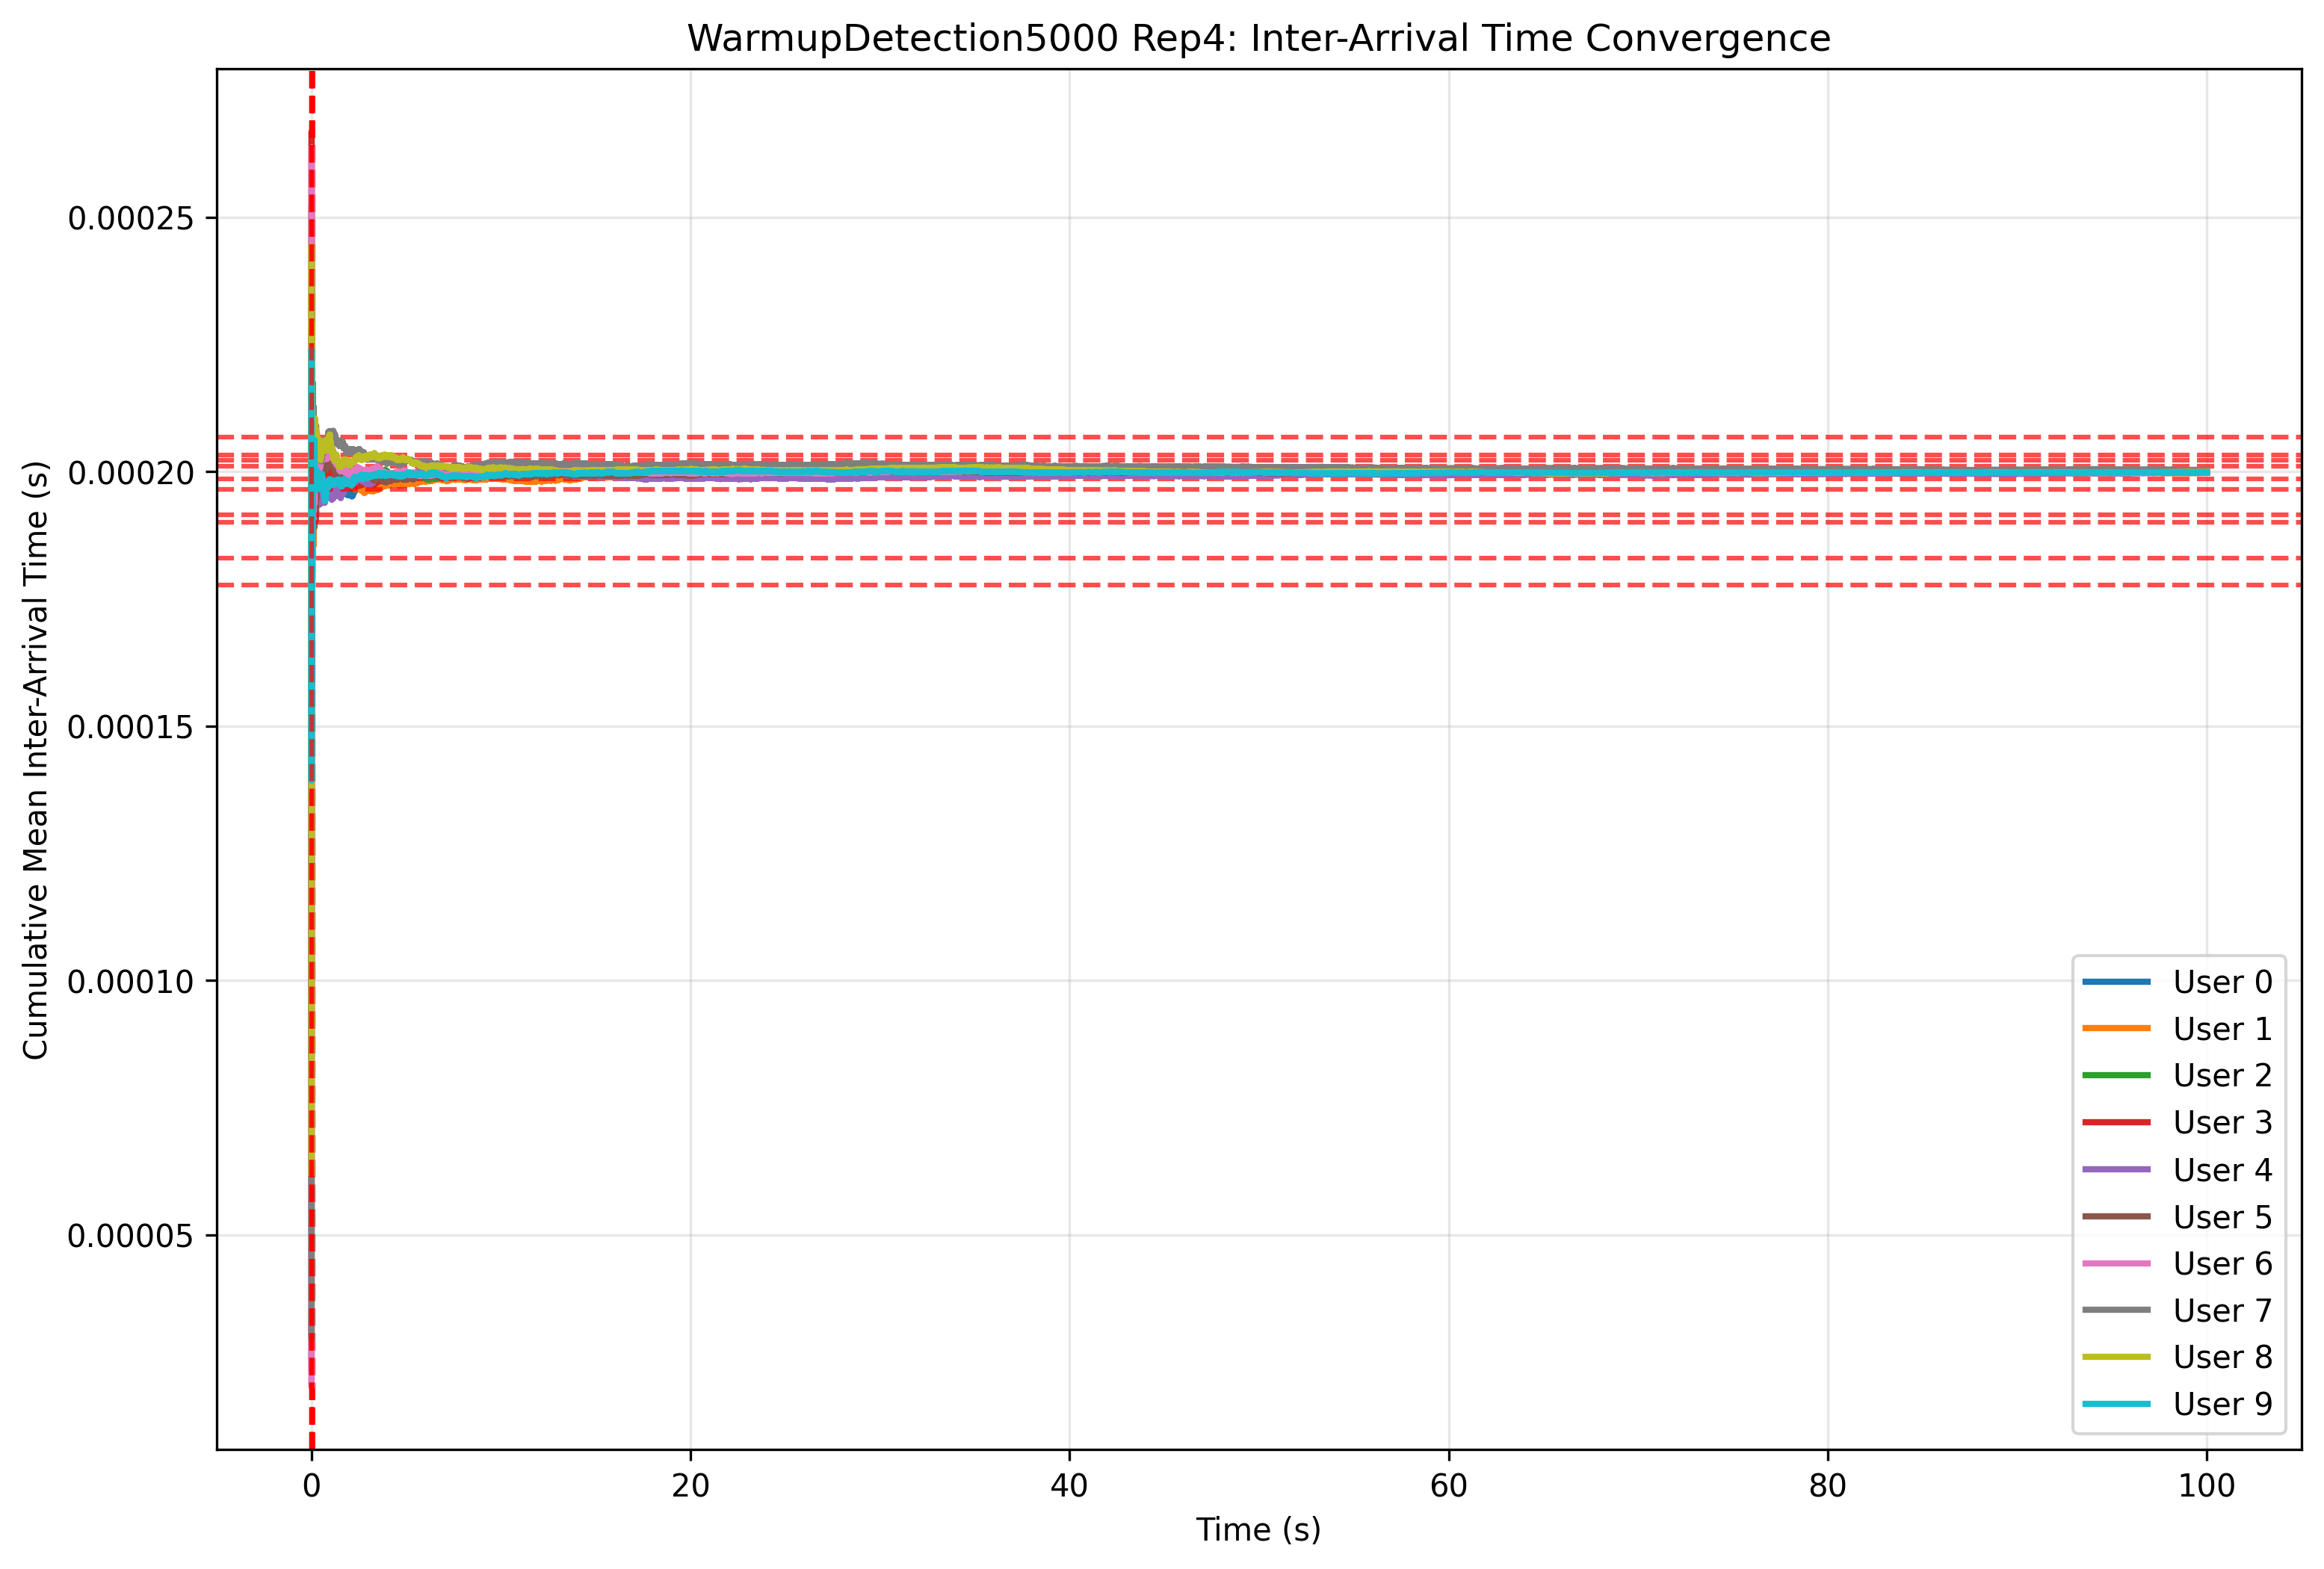 WarmupDetection5000 Rep4: Inter-Arrival Time Convergence
Cumulative Mean Inter-Arrival Time (s)
0.00025
0.00020
0.00015
0.00010
0.00005
0
20
40
60
80
100
Time (s)
User 0
User 1
User 2
User 3
User 4
User 5
User 6
User 7
User 8
User 9